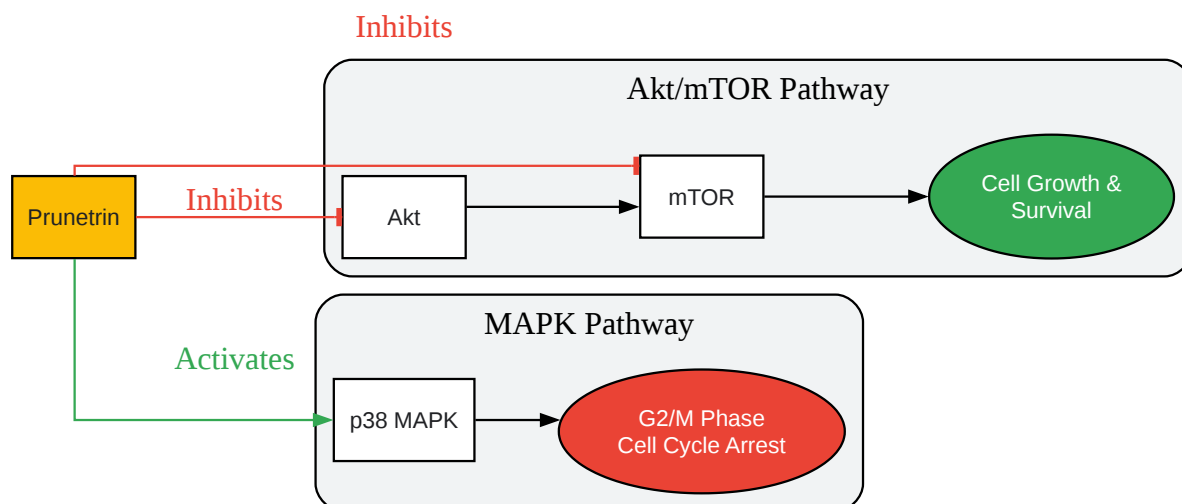 Inhibits
Akt/mTOR Pathway
Prunetrin
Inhibits
Akt
mTOR
Cell Growth &
Survival
MAPK Pathway
Activates
p38 MAPK
G2/M Phase
Cell Cycle Arrest